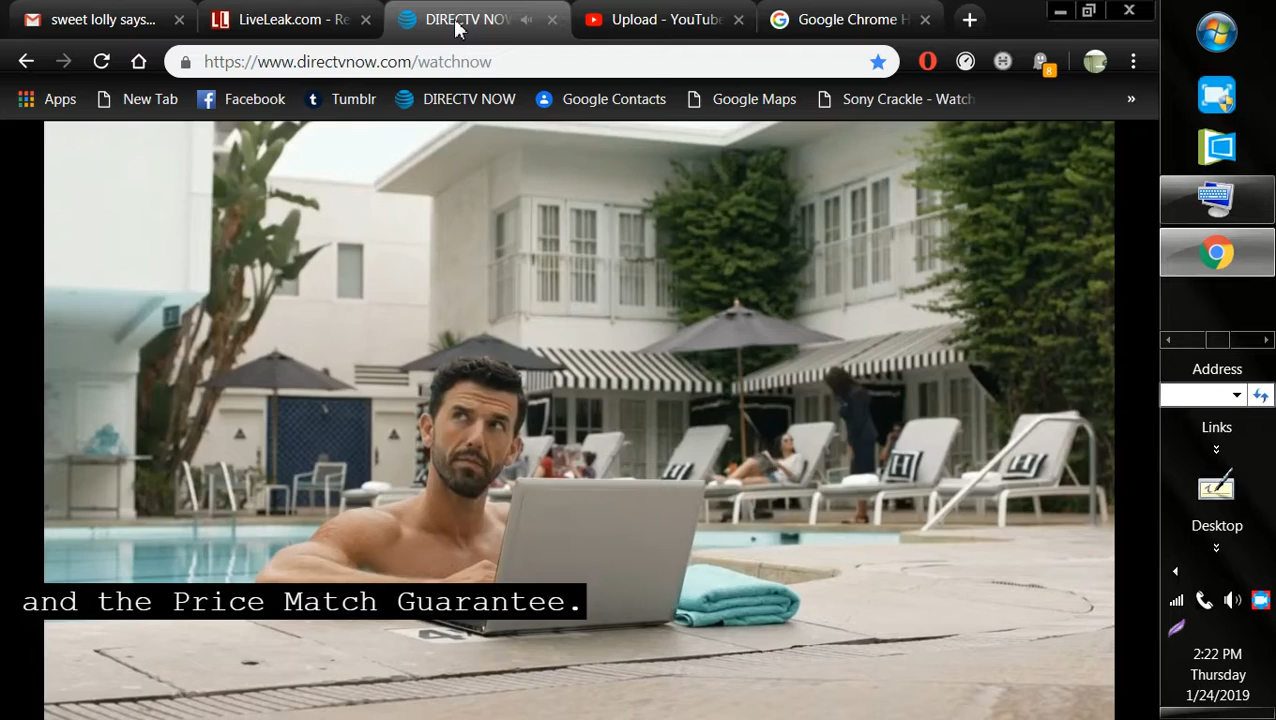 sweet lolly says...
LiveLeak.com - Re
DIRECTV NOW
Upload - YouTube
Google Chrome H
https://www.directvnow.com/watchnow
8
Apps
New Tab
Facebook
Tumblr
DIRECTV NOW
Google Contacts
Google Maps
Sony Crackle - Watch
»
H
H
H
and the Price Match Guarantee.
Address
Links
Desktop
2:22 PM
Thursday
1/24/2019